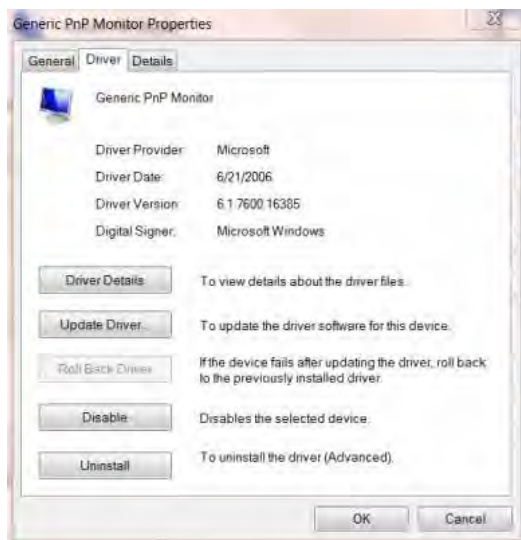 Generic PnP Monitor Properties
General Driver Details
Generic PnP Monitor
Driver Provider: Microsoft
Driver Date: 6/21/2006
Driver Version: 6.1.7600.16385
Digital Signer: Microsoft Windows
Driver Details To view details about the driver files.
Update Driver... To update the driver software for this device.
Roll Back Driver If the device fails after updating the driver, roll back
to the previously installed driver.
Disable Disables the selected device.
Uninstall To uninstall the driver (Advanced).
OK Cancel